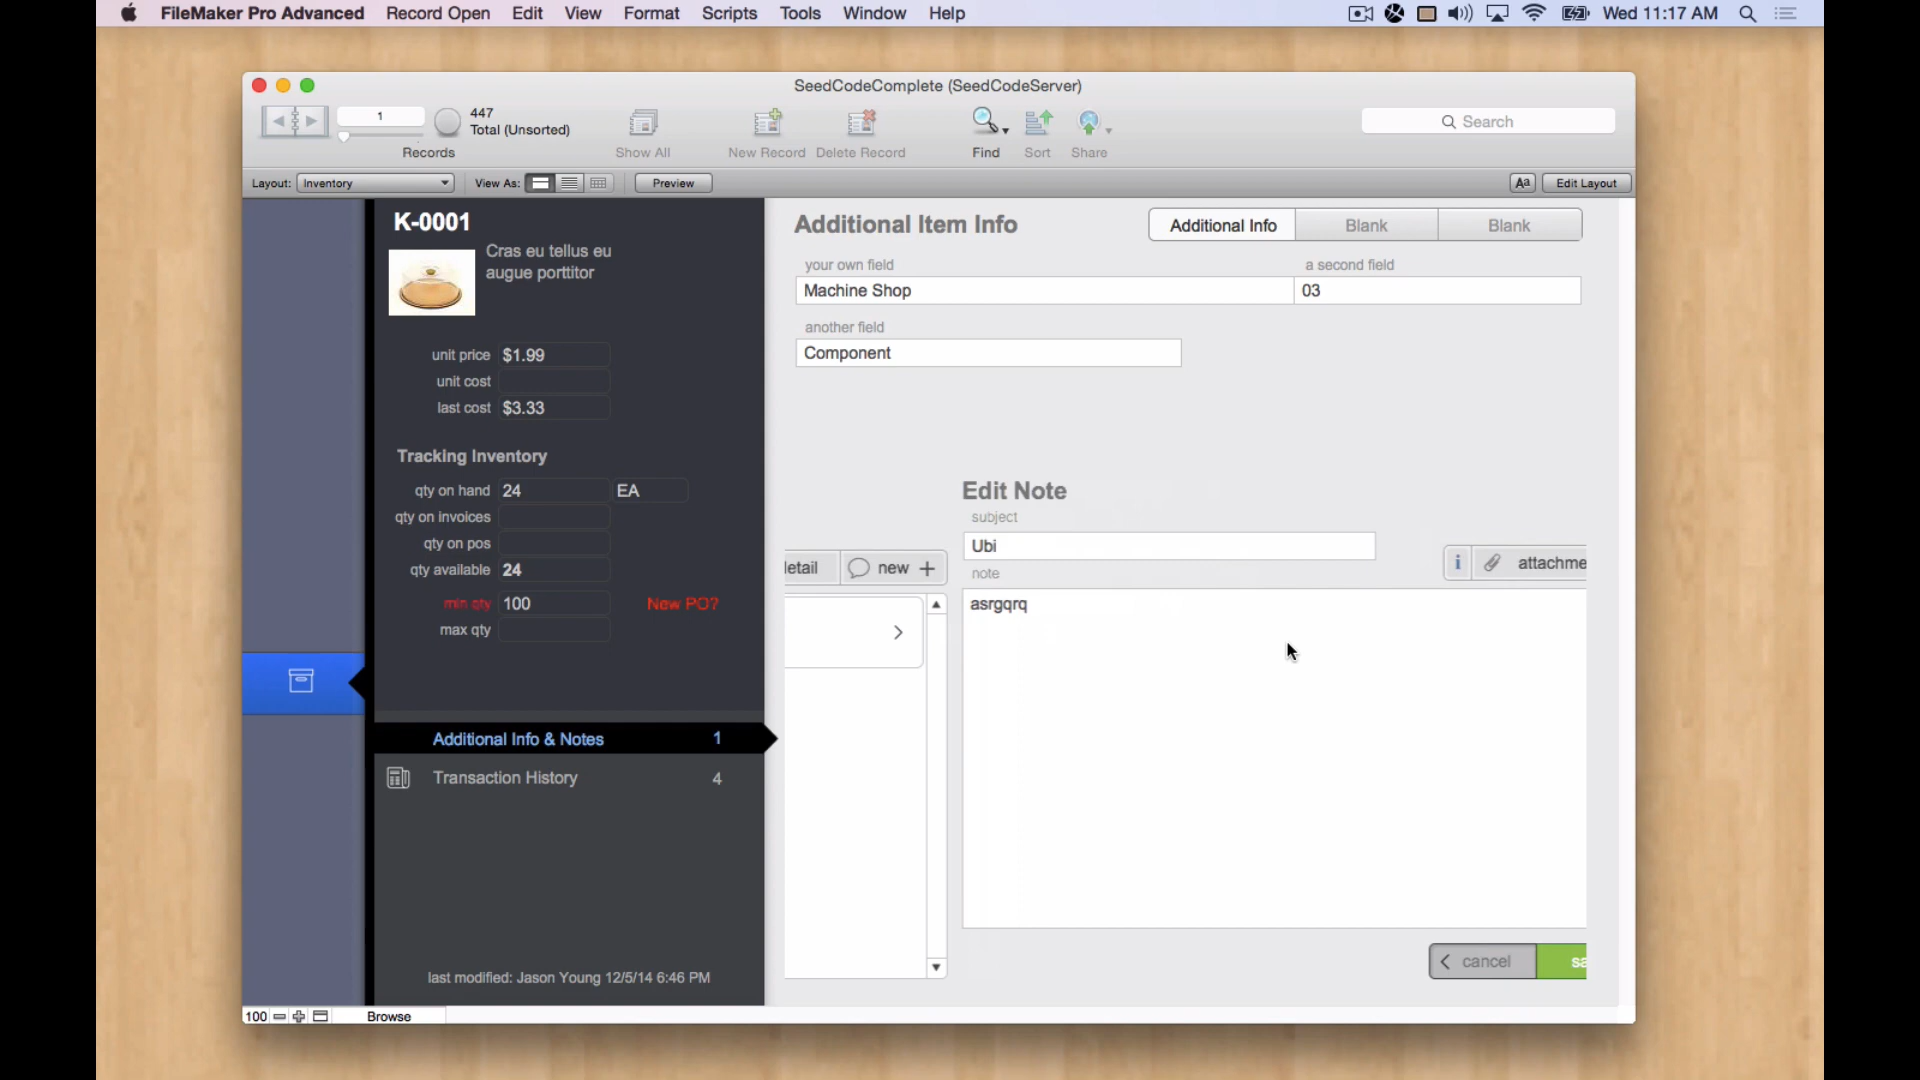 FileMaker Pro Advanced Record Open Edit View Format Scripts Tools Window Help Wed 11:17 AM
SeedCodeComplete (SeedCodeServer)
1
447
Total (Unsorted)
Records
Show All
New Record
Delete Record
Find
Sort
Share
Search
Layout: Inventory View As: Preview Aa Edit Layout
K-0001
Cras eu tellus eu
augue porttitor
unit price $1.99
unit cost
last cost $3.33
Tracking Inventory
qty on hand 24 EA
qty on invoices
qty on pos
qty available 24
min qty 100 New PO?
max qty
Additional Info & Notes 1
Transaction History 4
last modified: Jason Young 12/5/14 6:46 PM
Additional Item Info
Additional Info Blank Blank
your own field a second field
Machine Shop 03
another field
Component
Edit Note
subject
Ubi
etail new +
note
i attachme
asrgqrq
cancel sa
100 Browse